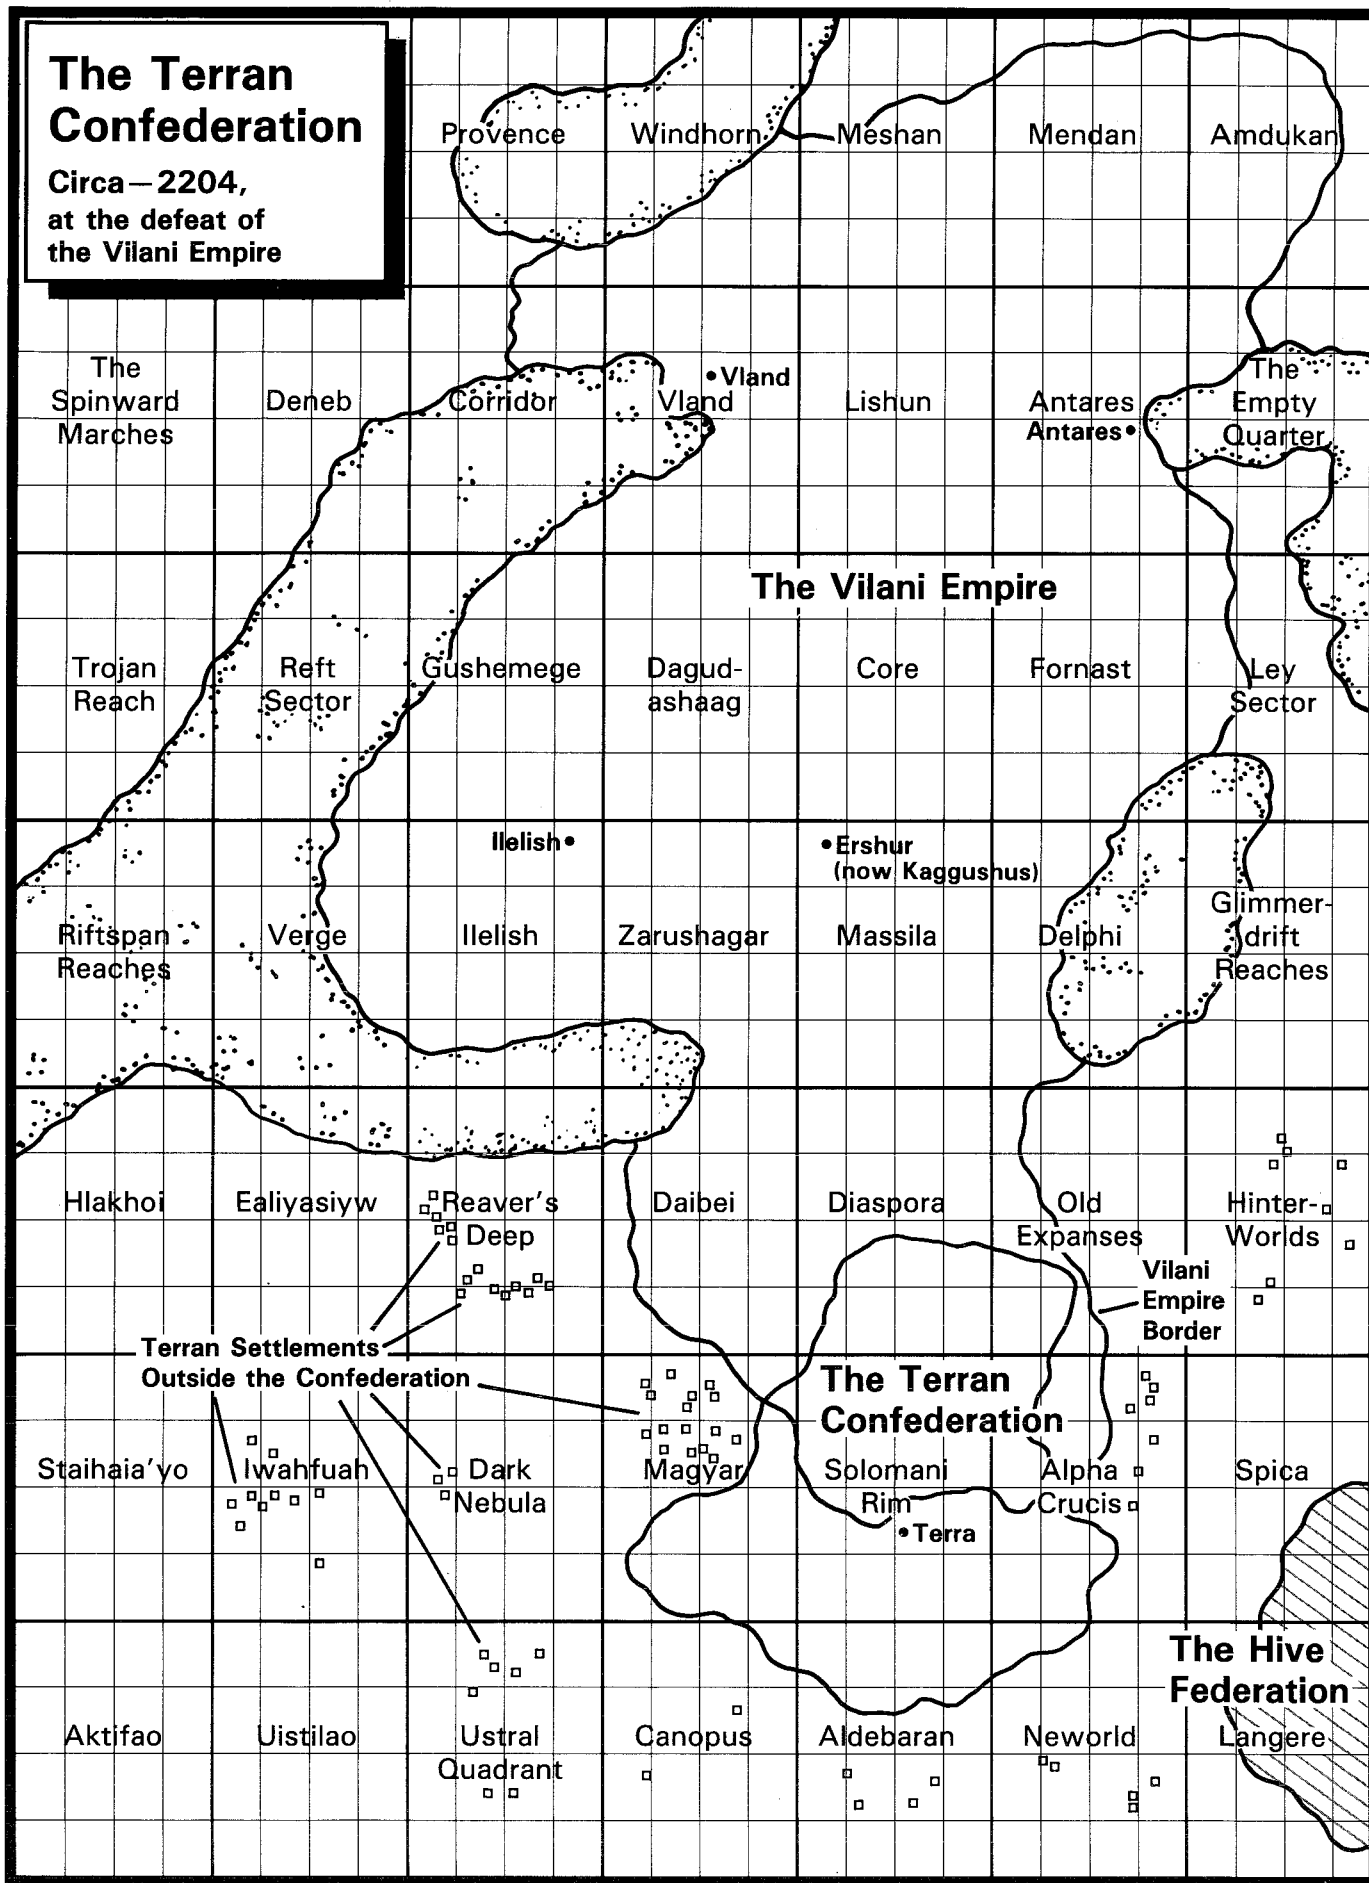 The Terran
Confederation
Circa—2204,
at the defeat of
the Vilani Empire
Provence
Windhorn
Meshan
Mendan
Amdukan
The
Spinward
Marches
Deneb
Corridor
Vland
Vland
Lishun
Antares
Antares
The
Empty
Quarter
The Vilani Empire
Trojan
Reach
Reft
Sector
Gushemege
Dagud-
ashaag
Core
Fornast
Ley
Sector
Ilelish
Ershur
(now Kaggushus)
Riftspan
Reaches
Verge
Ilelish
Zarushagar
Massila
Delphi
Glimmer-
drift
Reaches
Hlakhoi
Ealiyasiyw
Reaver's
Deep
Daibei
Diaspora
Old
Expanses
Hinter-
Worlds
Vilani
Empire
Border
Terran Settlements
Outside the Confederation
The Terran
Confederation
Staihaia'yo
Iwahfuah
Dark
Nebula
Magyar
Solomani
Rim
Terra
Alpha
Crucis
Spica
The Hive
Federation
Aktifao
Uistilao
Ustral
Quadrant
Canopus
Aldebaran
Neworld
Langere